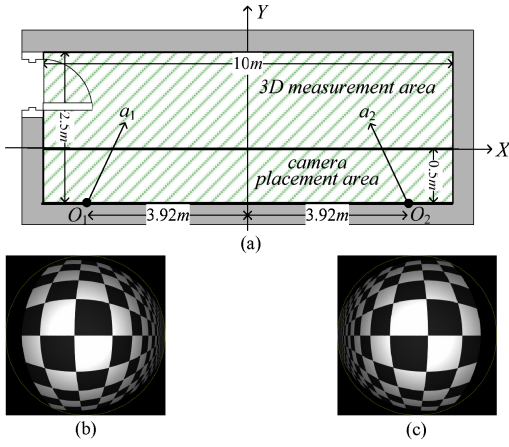 Y
10m
3D measurement area
a1
a2
2.5m
X
camera
placement area
0.5m
O1
3.92m
3.92m
O2
(a)
(b)
(c)